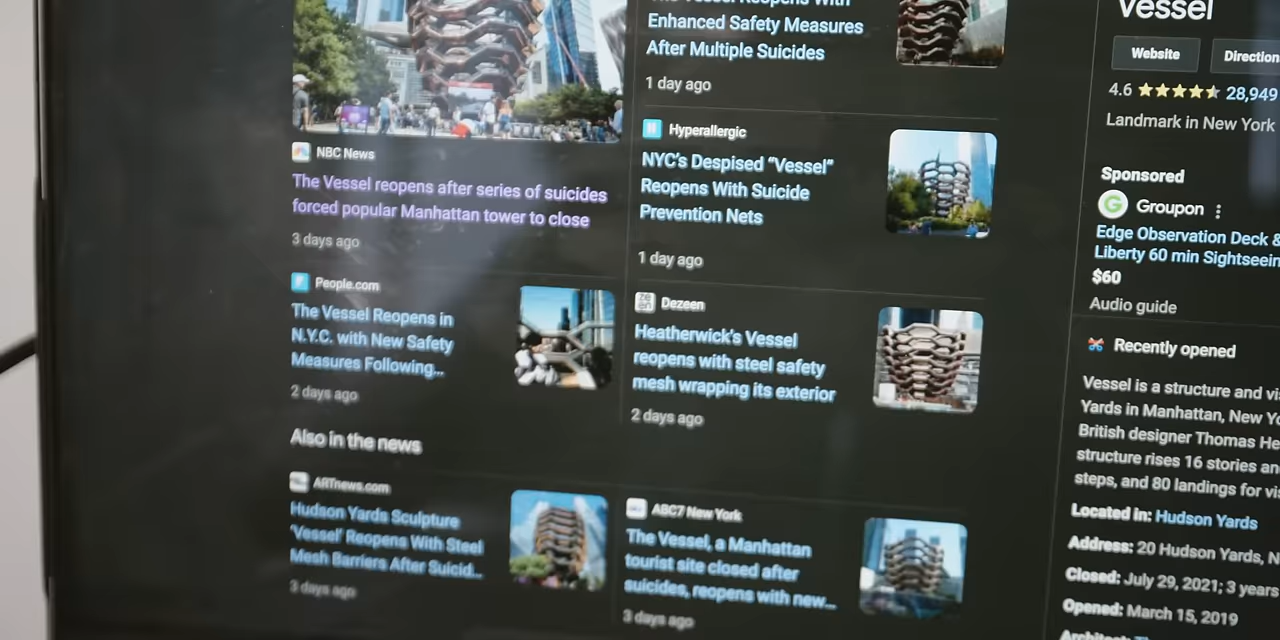 The Vessel Reopens With
Enhanced Safety Measures
After Multiple Suicides
1 day ago
NBC News
The Vessel reopens after series of suicides
forced popular Manhattan tower to close
3 days ago
Hyperallergic
NYC's Despised “Vessel”
Reopens With Suicide
Prevention Nets
1 day ago
People.com
The Vessel Reopens in
N.Y.C. with New Safety
Measures Following...
2 days ago
Dezeen
Heatherwick's Vessel
reopens with steel safety
mesh wrapping its exterior
2 days ago
Also in the news
ARTnews.com
Hudson Yards Sculpture
'Vessel' Reopens With Steel
Mesh Barriers After Suicid...
3 days ago
ABC7 New York
The Vessel, a Manhattan
tourist site closed after
suicides, reopens with new...
3 days ago
Vessel
Website
Direction
4.6 28,949
Landmark in New York
Sponsored
Groupon
Edge Observation Deck &
Liberty 60 min Sightseein
$60
Audio guide
Recently opened
Vessel is a structure and vi
Yards in Manhattan, New Yo
British designer Thomas He
structure rises 16 stories an
steps, and 80 landings for vi
Located in: Hudson Yards
Address: 20 Hudson Yards, N
Closed: July 29, 2021; 3 years
Opened: March 15, 2019